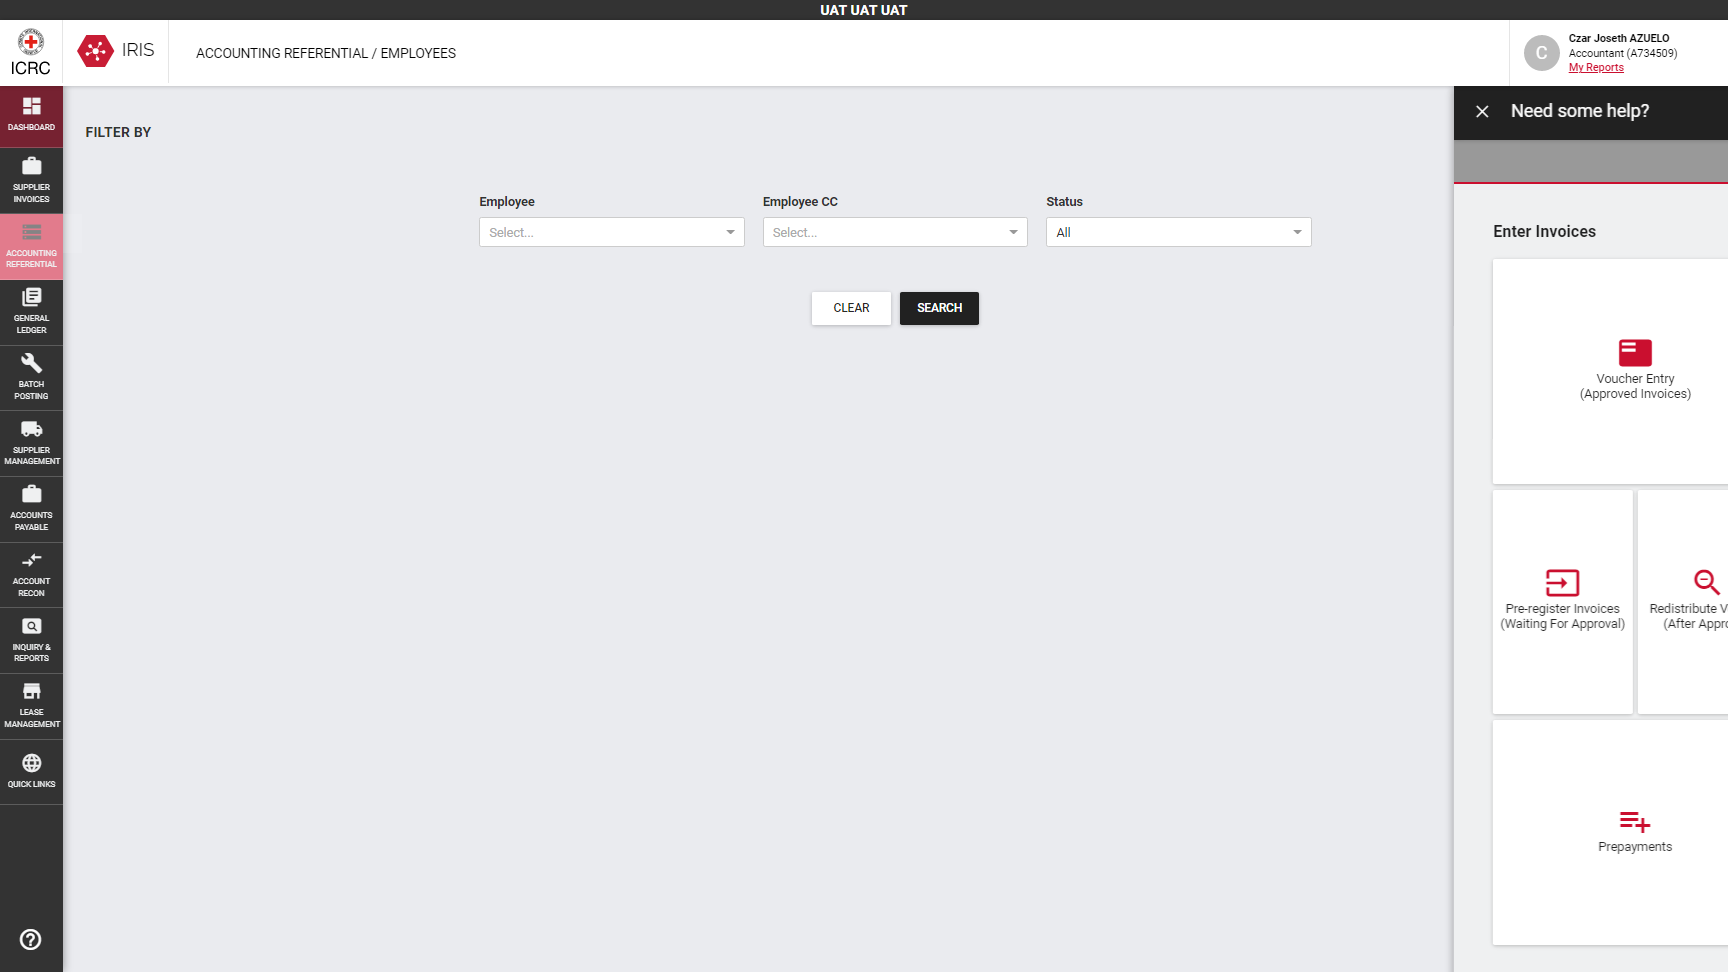 UAT UAT UAT
ICRC
IRIS
ACCOUNTING REFERENTIAL / EMPLOYEES
C
Czar Joseth AZUELO
Accountant (A734509)
My Reports
DASHBOARD
SUPPLIER
INVOICES
ACCOUNTING
REFERENTIAL
GENERAL
LEDGER
BATCH
POSTING
SUPPLIER
MANAGEMENT
ACCOUNTS
PAYABLE
ACCOUNT
RECON
INQUIRY &
REPORTS
LEASE
MANAGEMENT
QUICK LINKS
FILTER BY
Employee
Select...
Employee CC
Select...
Status
All
CLEAR
SEARCH
Need some help?
Enter Invoices
Voucher Entry
(Approved Invoices)
Pre-register Invoices
(Waiting For Approval)
Redistribute V
(After Appro
Prepayments